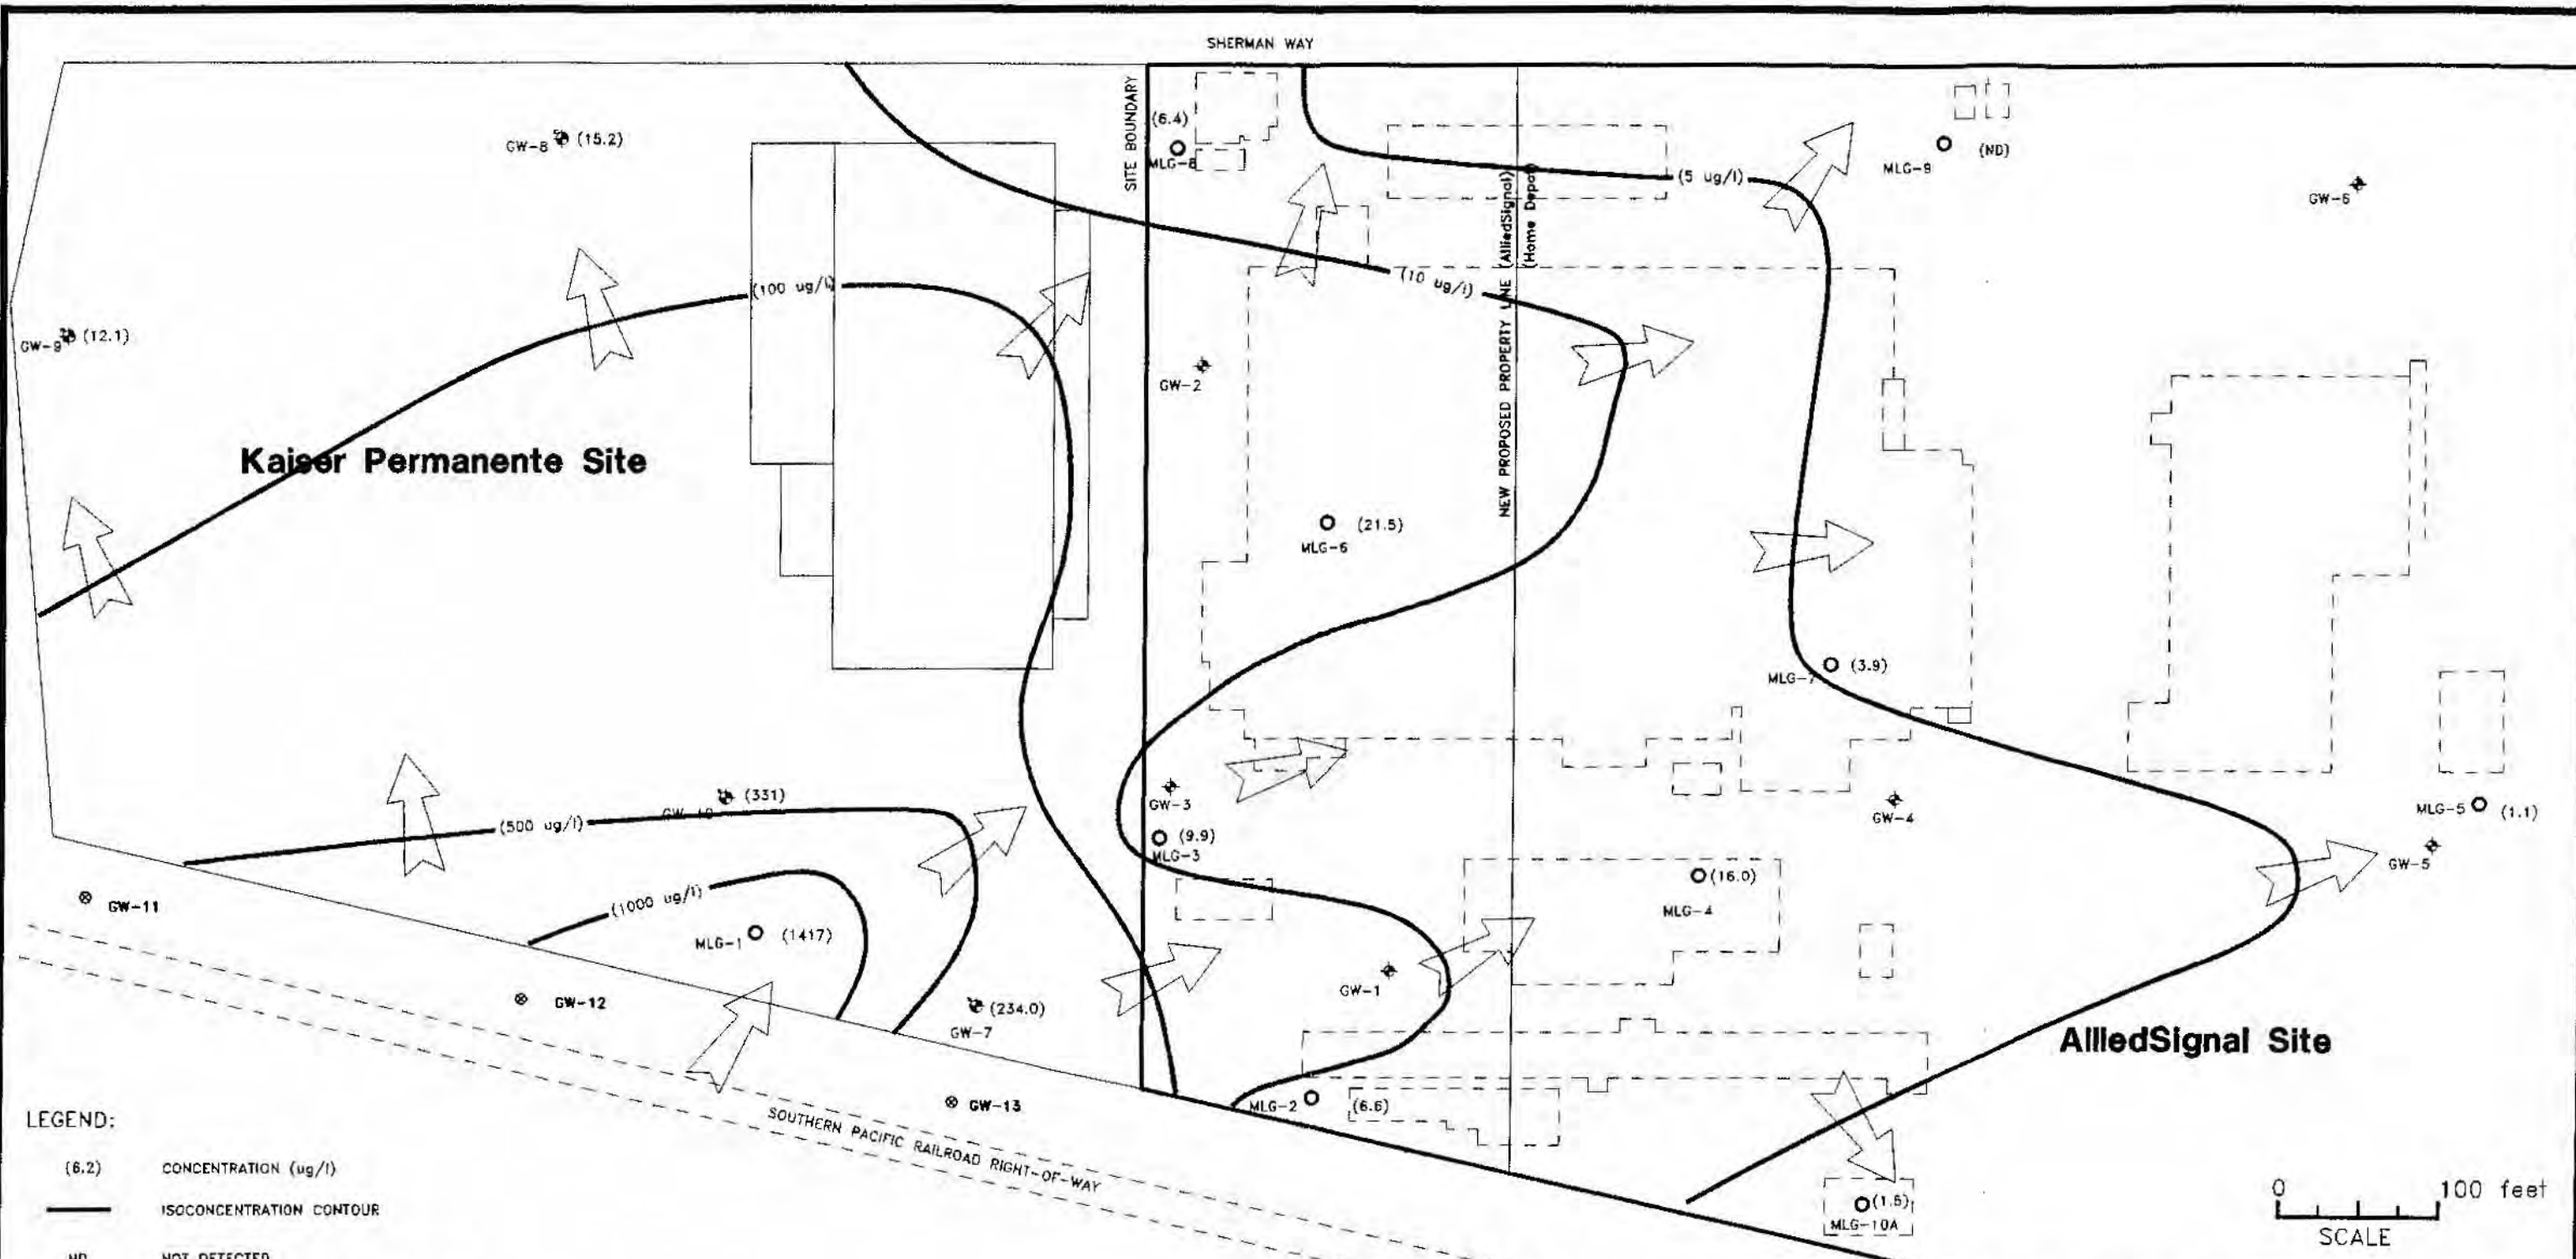 SHERMAN WAY
SITE BOUNDARY
(6.4)
MLG-8
GW-8 (15.2)
MLG-9 (ND)
GW-6
(5 ug/l)
NEW PROPOSED PROPERTY LINE (AlliedSignal)
(Home Depot)
(100 ug/l)
(10 ug/l)
GW-9 (12.1)
GW-2
Kaiser Permanente Site
MLG-6 (21.5)
MLG-7 (3.9)
(331)
(500 ug/l)
GW-3
(9.9)
MLG-3
GW-4
MLG-5 (1.1)
GW-5
(16.0)
MLG-4
GW-11
(1000 ug/l)
MLG-1 (1417)
GW-12
(234.0)
GW-7
GW-1
AlliedSignal Site
GW-13
MLG-2 (6.6)
SOUTHERN PACIFIC RAILROAD RIGHT-OF-WAY
(1.5)
MLG-10A
0 100 feet
SCALE
LEGEND:
(6.2) CONCENTRATION (ug/l)
ISOCONCENTRATION CONTOUR
ND NOT DETECTED